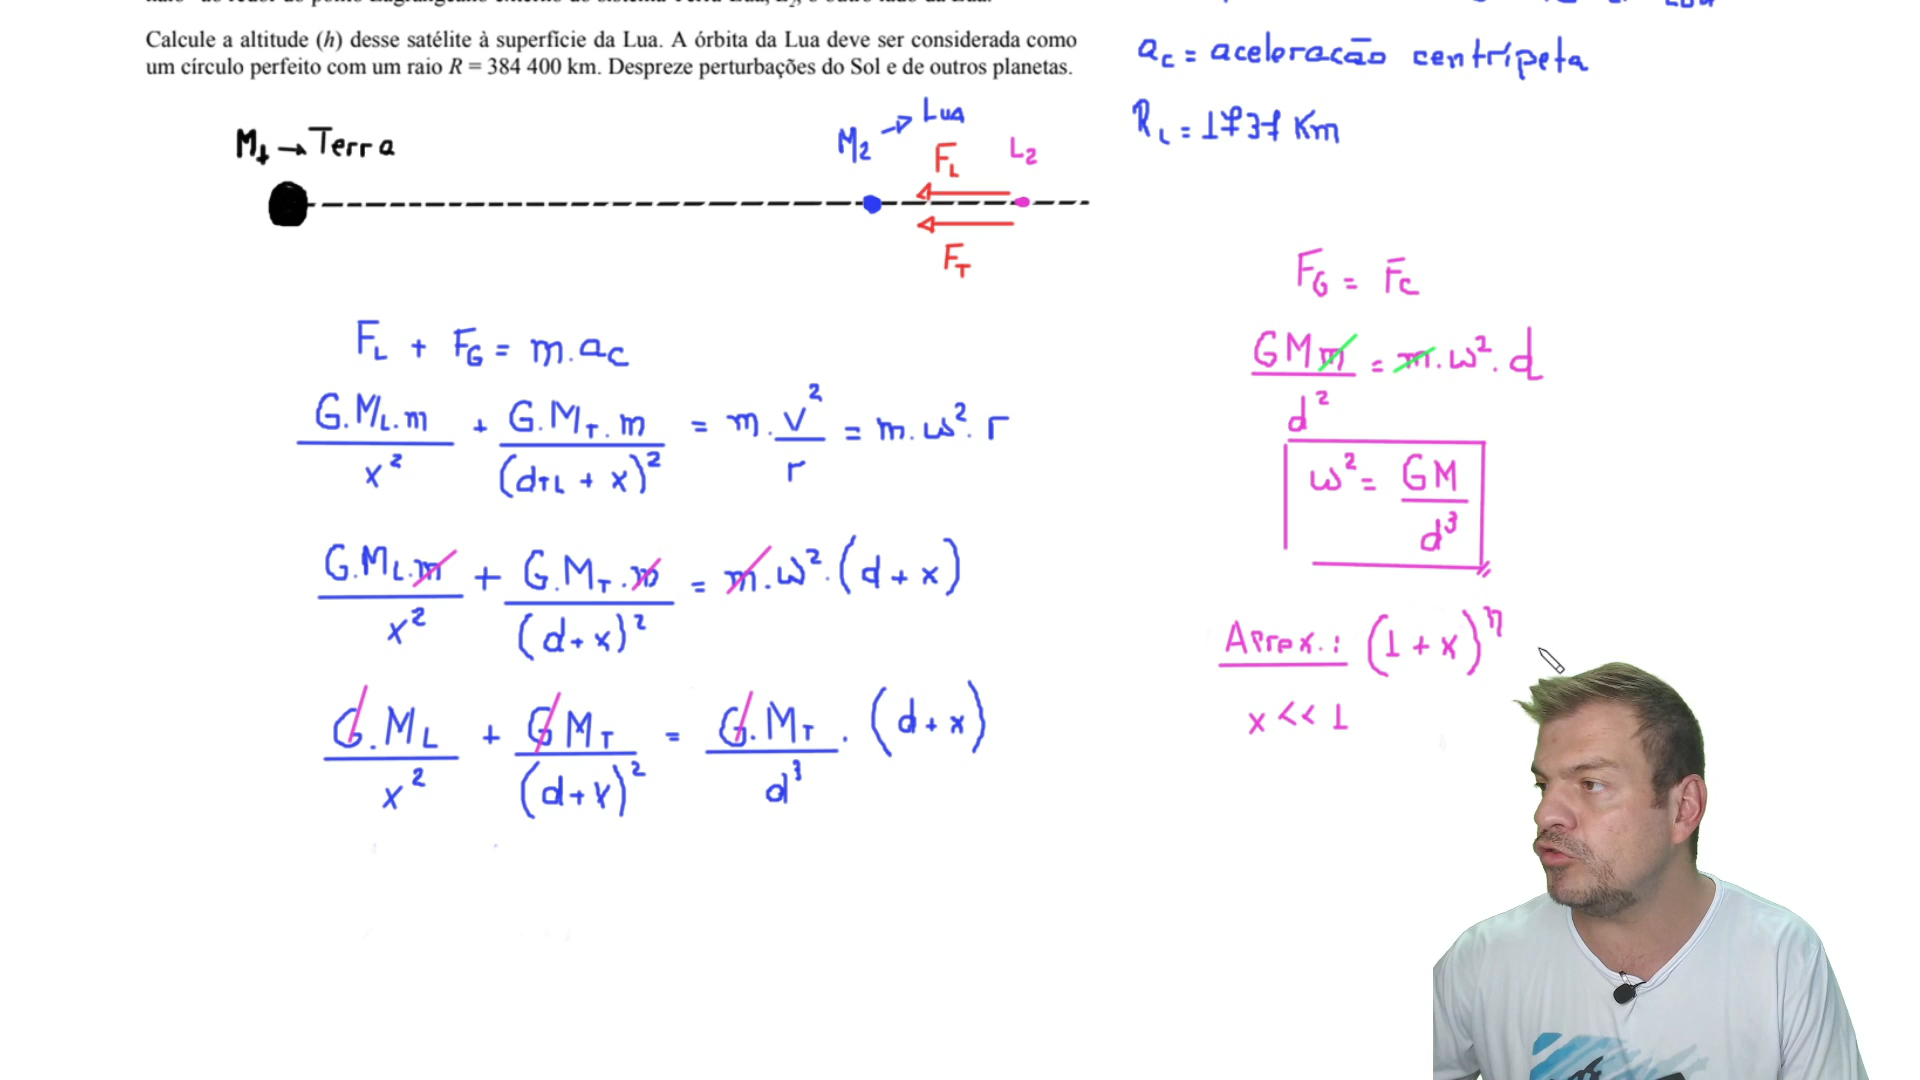 Calcule a altitude (h) desse satélite à superfície da Lua. A órbita da Lua deve ser considerada como
um círculo perfeito com um raio R = 384 400 km. Despreze perturbações do Sol e de outros planetas.
ac = aceleração centrípeta
RL = 1737 Km
M1 → Terra
M2 → Lua
FL
L2
FT
FL + FG = m.ac
G.ML.m / x² + G.MT.m / (dTL + x)² = m.v²/r = m.ω².r
G.ML.m / x² + G.MT.m / (d+x)² = m.ω².(d+x)
G.ML / x² + G MT / (d+x)² = G.MT / d³ . (d+x)
FG = Fc
GMm / d² = m.ω².d
ω² = GM / d³
Aprox.: (1+x)ⁿ
x << 1